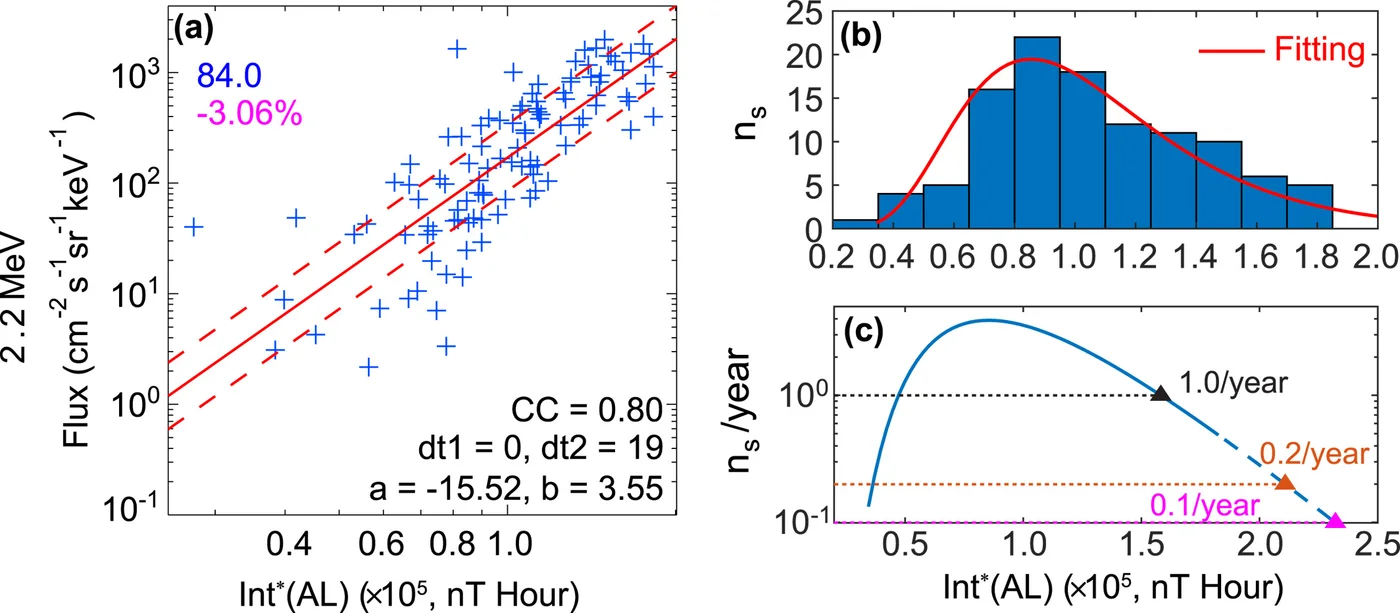 (a)
84.0
-3.06%
10³
10²
10¹
10⁰
10⁻¹
2.2 MeV
Flux (cm⁻² s⁻¹ sr⁻¹ keV⁻¹)
CC = 0.80
dt1 = 0, dt2 = 19
a = -15.52, b = 3.55
0.4 0.6 0.8 1.0
Int*(AL) (×10⁵, nT Hour)
(b)
Fitting
25
20
15
10
5
0
nₛ
0.2 0.4 0.6 0.8 1.0 1.2 1.4 1.6 1.8 2.0
(c)
1.0/year
0.2/year
0.1/year
10⁰
10⁻¹
nₛ/year
0.5 1.0 1.5 2.0 2.5
Int*(AL) (×10⁵, nT Hour)